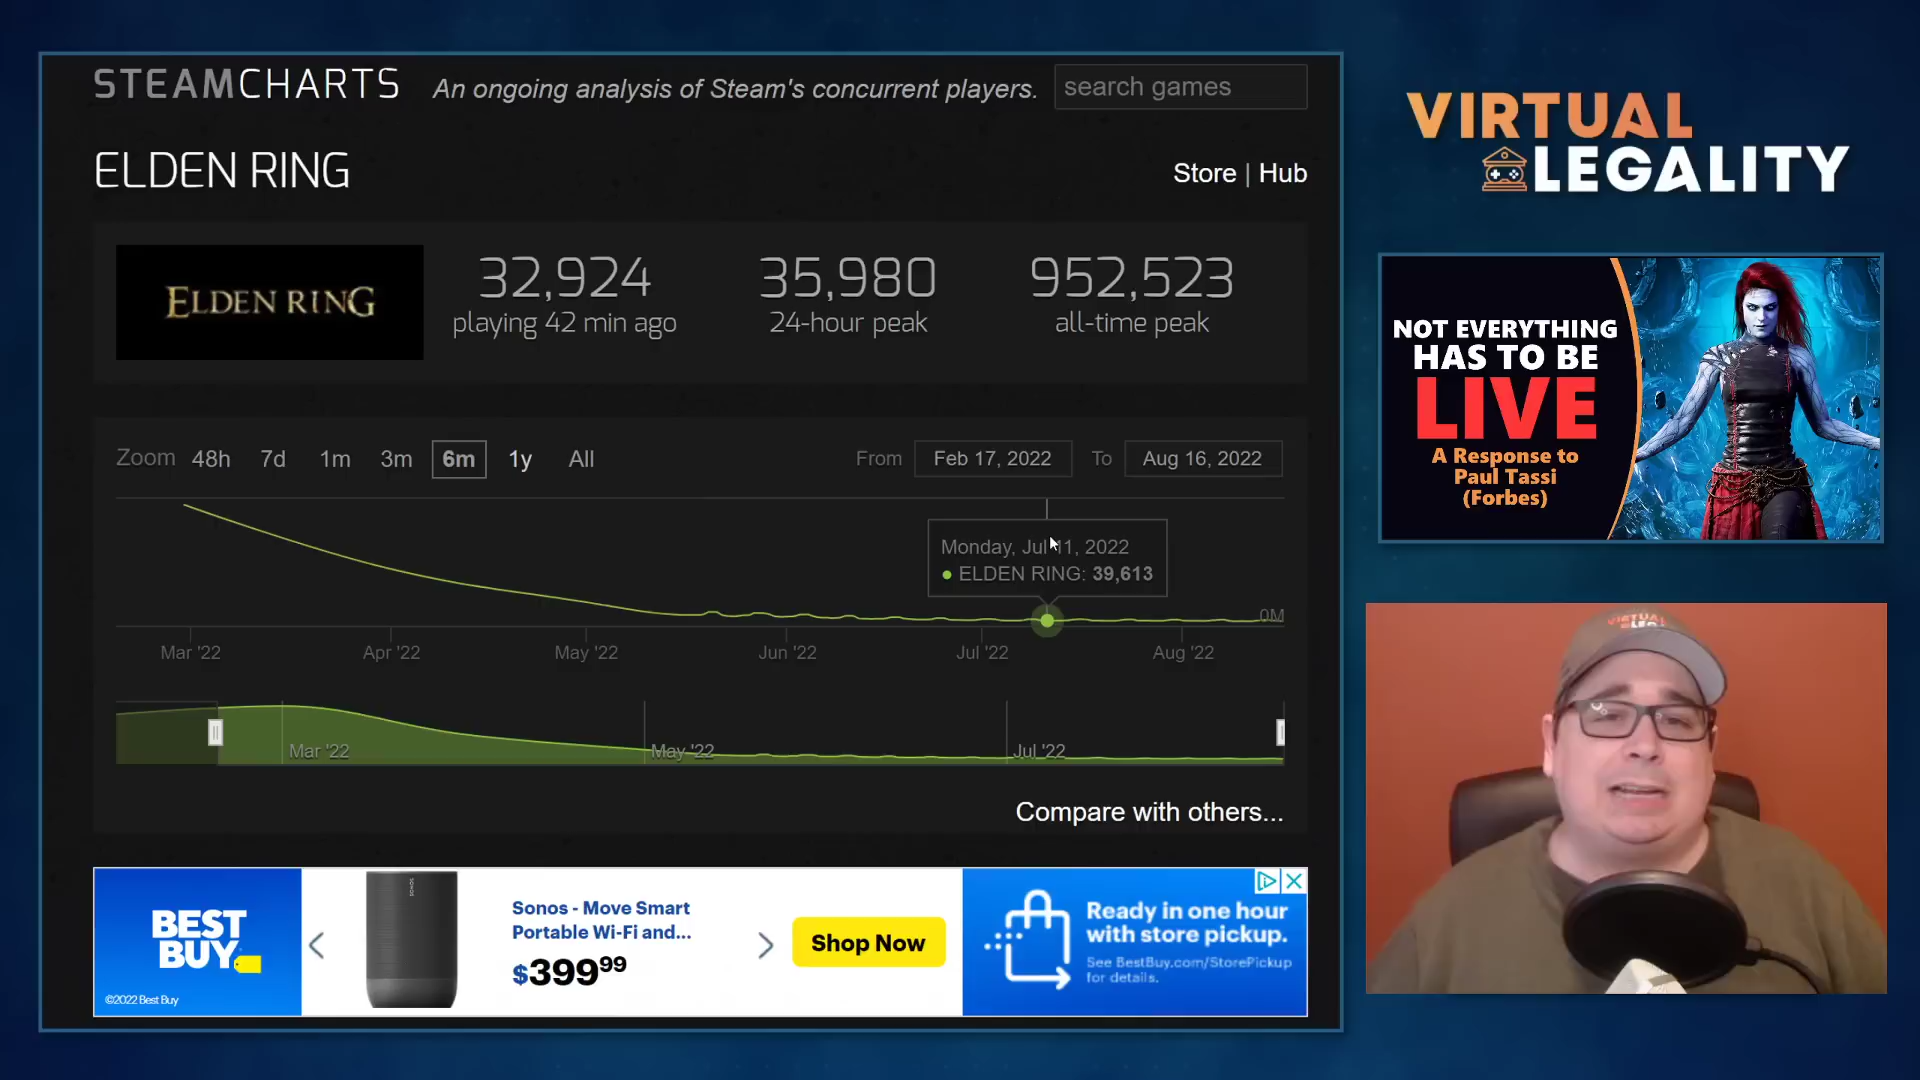 STEAMCHARTS
An ongoing analysis of Steam's concurrent players.
search games
ELDEN RING
Store | Hub
ELDEN RING
32,924
playing 42 min ago
35,980
24-hour peak
952,523
all-time peak
Zoom 48h 7d 1m 3m 6m 1y All
From Feb 17, 2022 To Aug 16, 2022
Monday, Jul 11, 2022
ELDEN RING: 39,613
0M
Mar '22 Apr '22 May '22 Jun '22 Jul '22 Aug '22
Mar '22 May '22 Jul '22
Compare with others...
BEST
BUY
©2022 Best Buy
SONOS
Sonos - Move Smart
Portable Wi-Fi and...
$399 99
Shop Now
Ready in one hour
with store pickup.
See BestBuy.com/StorePickup
for details.
VIRTUAL
LEGALITY
NOT EVERYTHING
HAS TO BE
LIVE
A Response to
Paul Tassi
(Forbes)
VIRTUAL